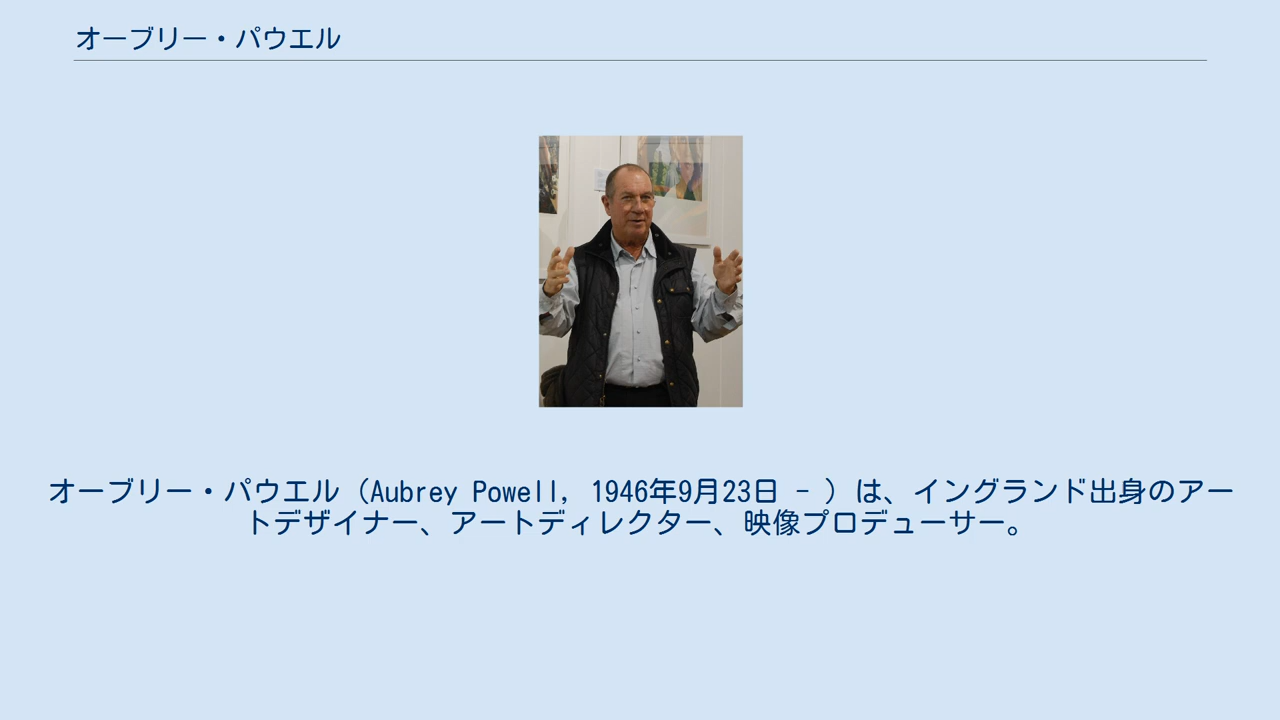 オーブリー・パウエル
オーブリー・パウエル（Aubrey Powell, 1946年9月23日 - ）は、イングランド出身のアー
トデザイナー、アートディレクター、映像プロデューサー。